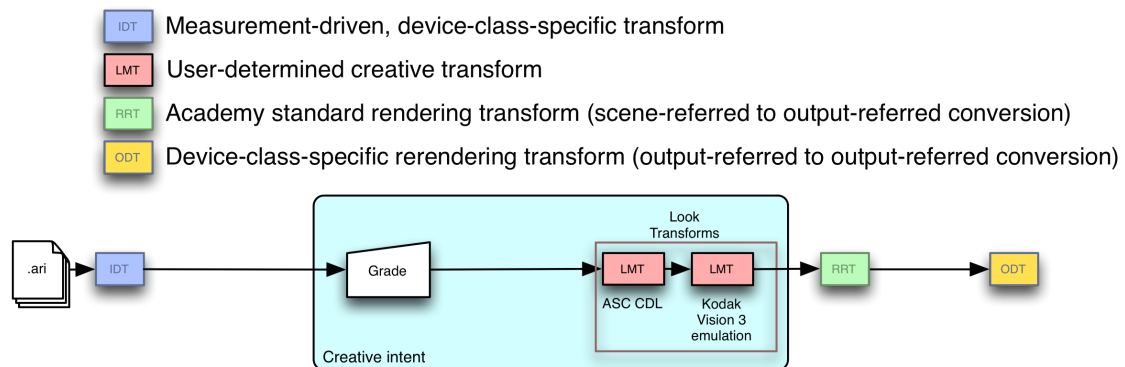 IDT Measurement-driven, device-class-specific transform
LMT User-determined creative transform
RRT Academy standard rendering transform (scene-referred to output-referred conversion)
ODT Device-class-specific rerendering transform (output-referred to output-referred conversion)
Look
Transforms
.ari
IDT
Grade
LMT
LMT
RRT
ODT
ASC CDL
Kodak
Vision 3
emulation
Creative intent